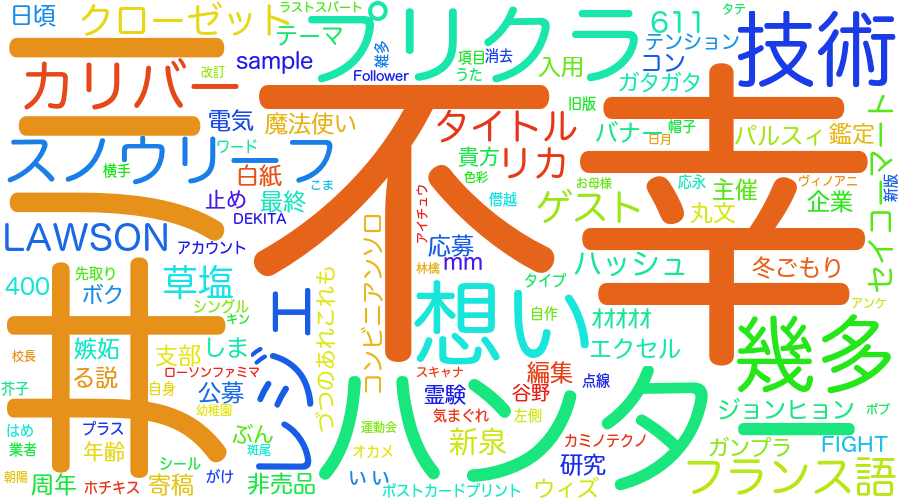 日頃
クローゼット
ラストスパート
テーマ
プリクラ
611
タテ
技術
カリバー
改訂
sample
雑多
Follower
項目
消去
うた
入用
テンション
コン
ガタガタ
スノウリーフ
電気
ワード
魔法使い
タイトル
旧版
バナー
帽子
日月
パルスィ
鑑定
セイコーマート
横手
白紙
こま
貴方
リカ
色彩
お母様
応永
ヴィノアニ
新版
止め
最終
DEKITA
アイチュウ
僭越
ゲスト
主催
丸文
企業
LAWSON
アカウント
コンビニアンソロ
応募
mm
林檎
ハッシュ
冬ごもり
不幸
400
先取り
ボク
草塩
レジェ
づつのあれこれも
想い
タイプ
自作
オオオオ
アンケ
シングル
キン
校長
嫉妬
支部
しま
エクセル
幾多
ローソンファミマ
スキャナ
編集
点線
芥子
る説
自身
公募
霊験
谷野
ハンター
ジョンヒョン
ポプ
幼稚園
気まぐれ
左側
はめ
プラス
ぶん
運動会
業者
年齢
斑尾
オカメ
新泉
カミノテクノ
ガンプラ
FIGHT
朝陽
シール
がけ
いい
研究
フランス語
周年
ホチキス
寄稿
非売品
ポストカードプリント
ウィズ